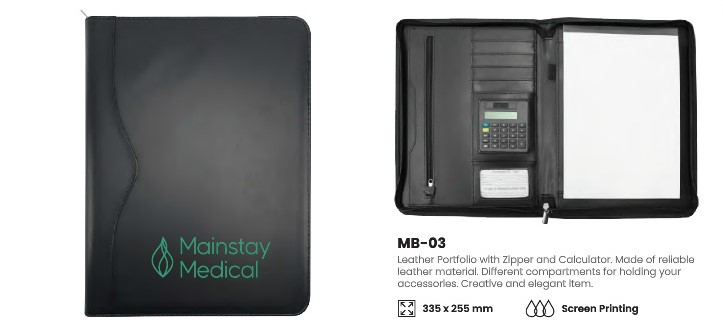 Mainstay
Medical
MB-03
Leather Portfolio with Zipper and Calculator. Made of reliable
leather material. Different compartments for holding your
accessories. Creative and elegant item.
335 x 255 mm
Screen Printing